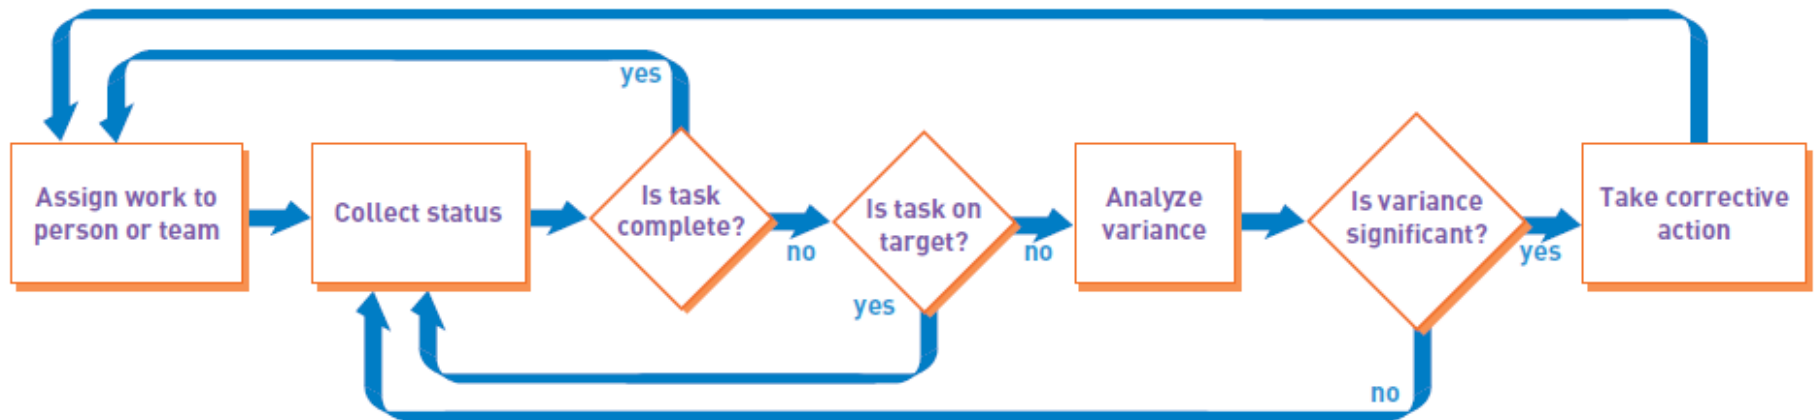 yes
Assign work to
person or team
Collect status
Is task
complete?
no
Is task on
target?
yes
no
Analyze
variance
Is variance
significant?
yes
no
Take corrective
action